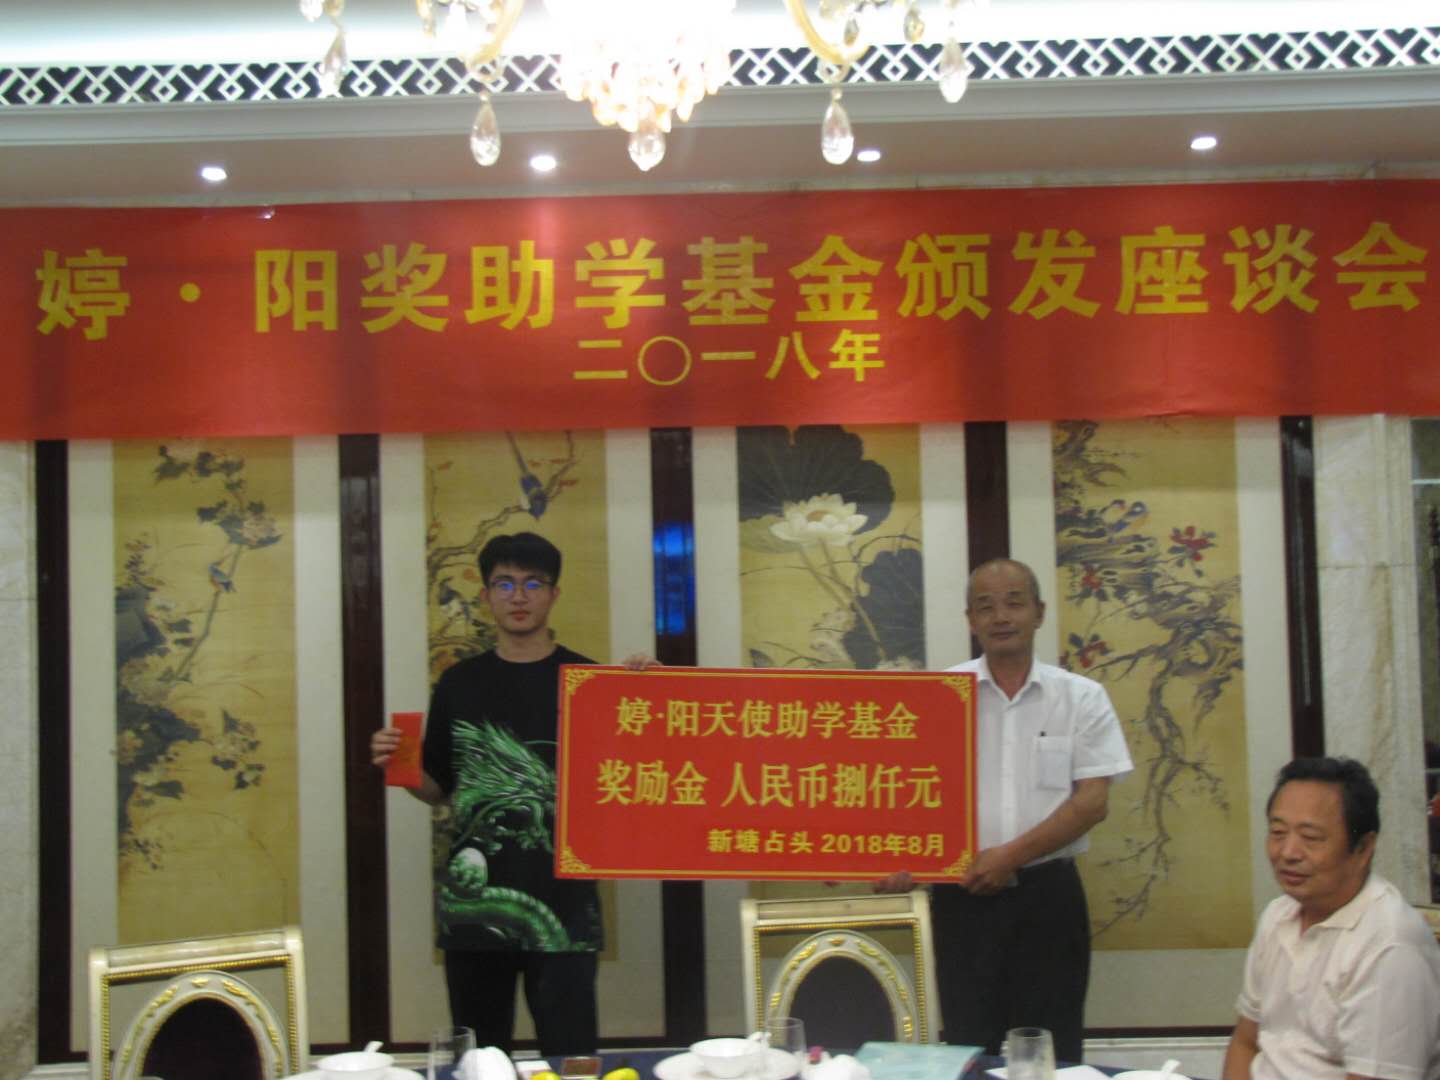 婷·阳奖助学基金颁发座谈会
二〇一八年
婷·阳天使助学基金
奖励金 人民币捌仟元
新塘占头 2018年8月